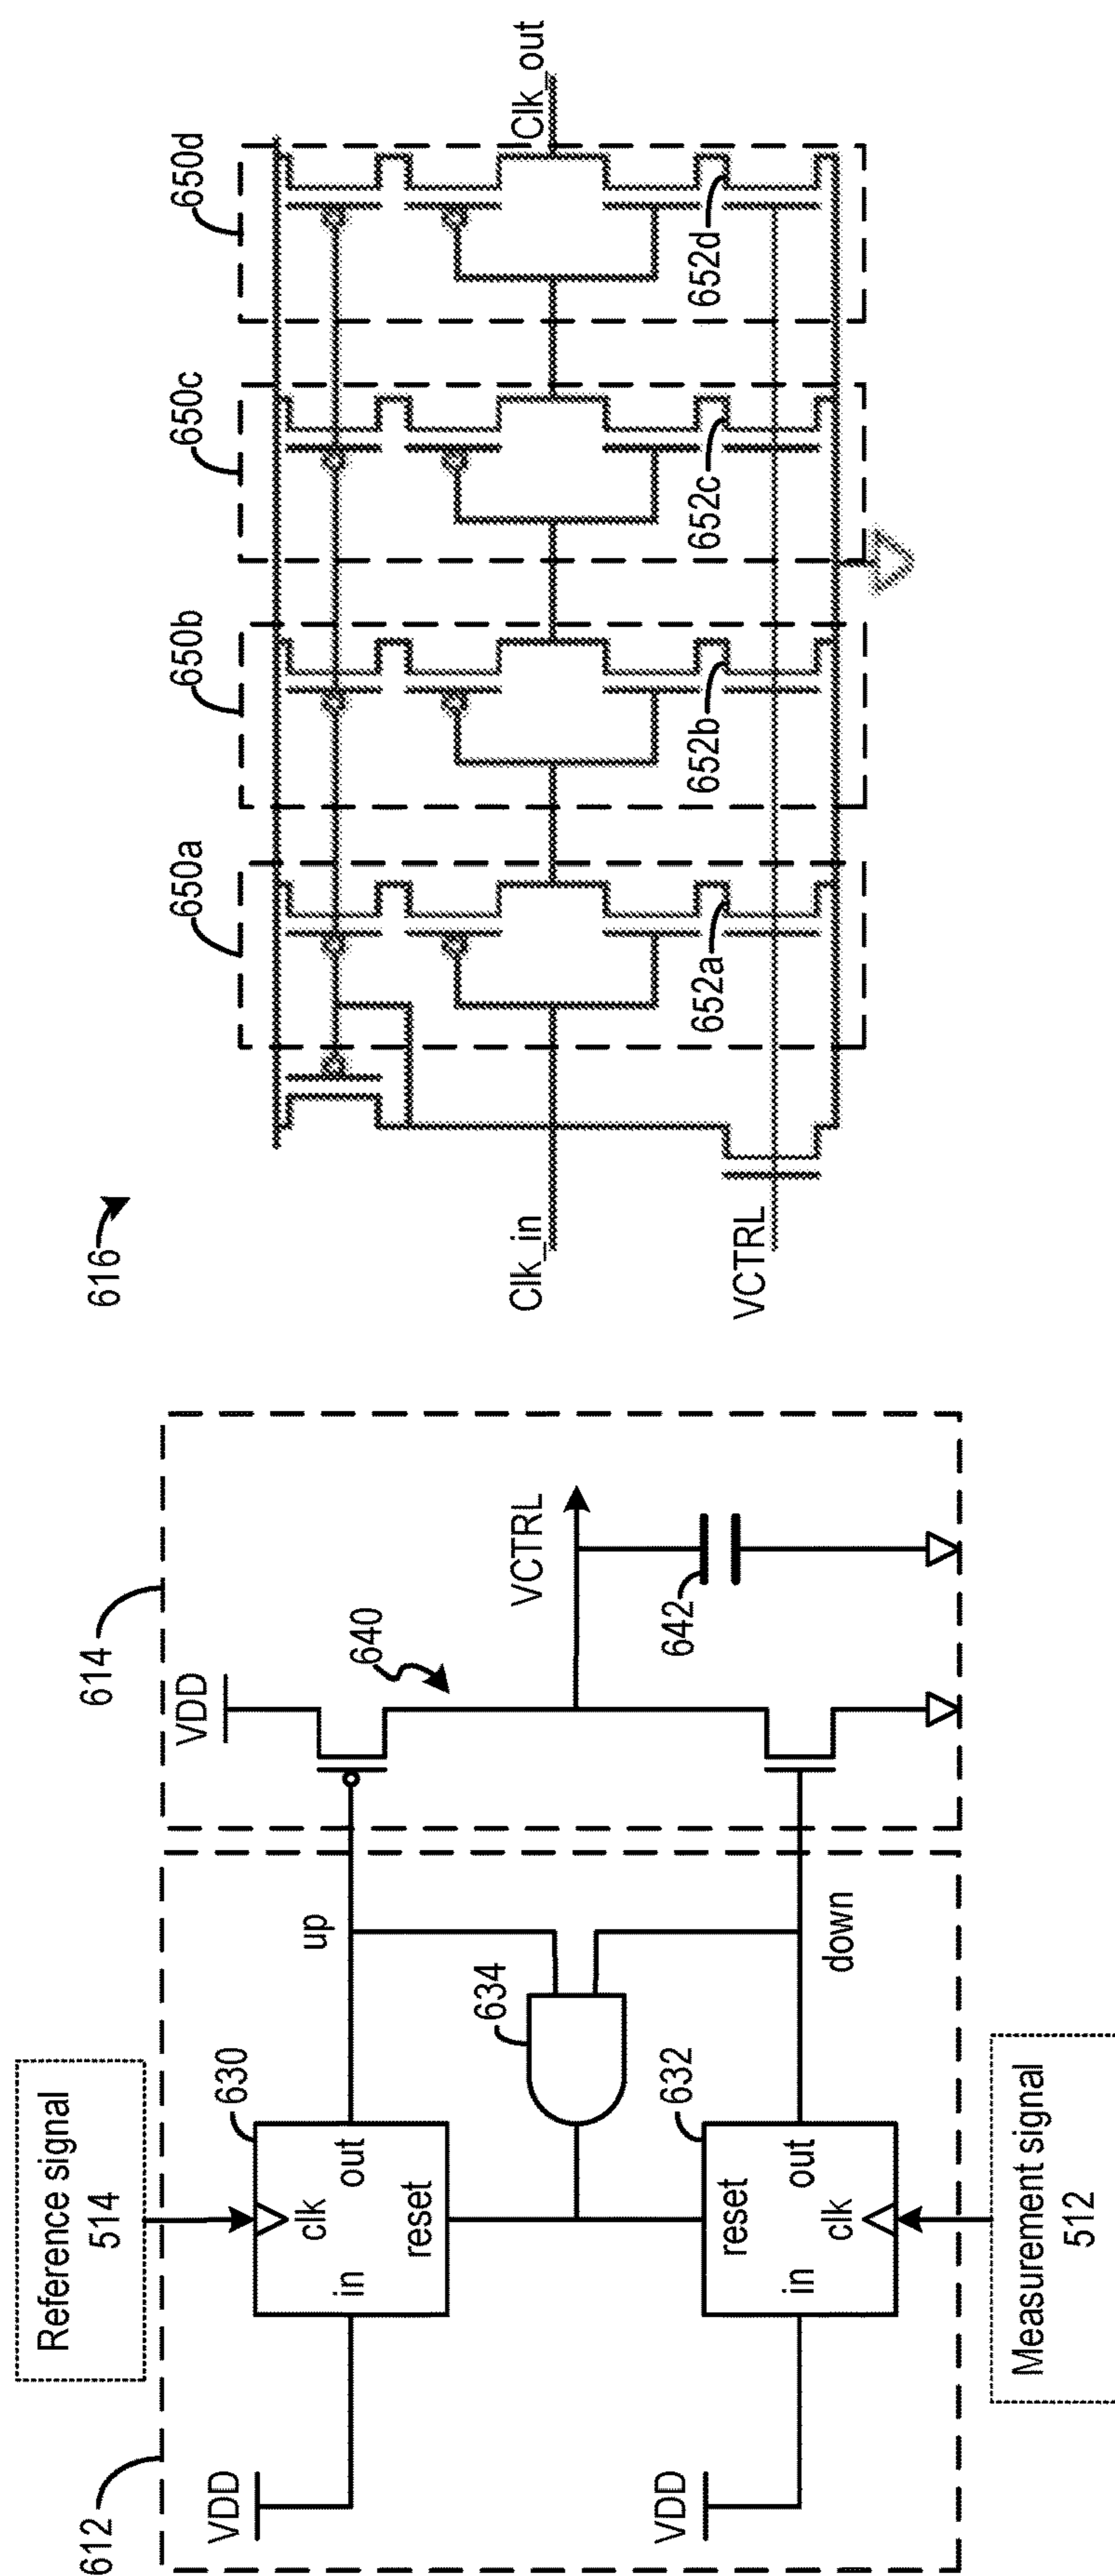 612
VDD
VDD
Reference signal
514
630
in
clk
out
reset
632
reset
in
clk
out
Measurement signal
512
634
up
down
614
VDD
640
VCTRL
642
616
Clk_in
VCTRL
650a
652a
650b
652b
650c
652c
650d
652d
Clk_out